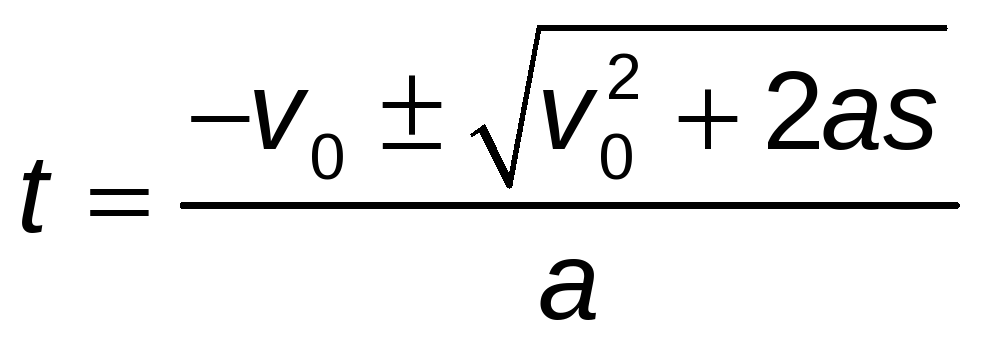 t = (−v₀ ± √(v₀² + 2as)) / a